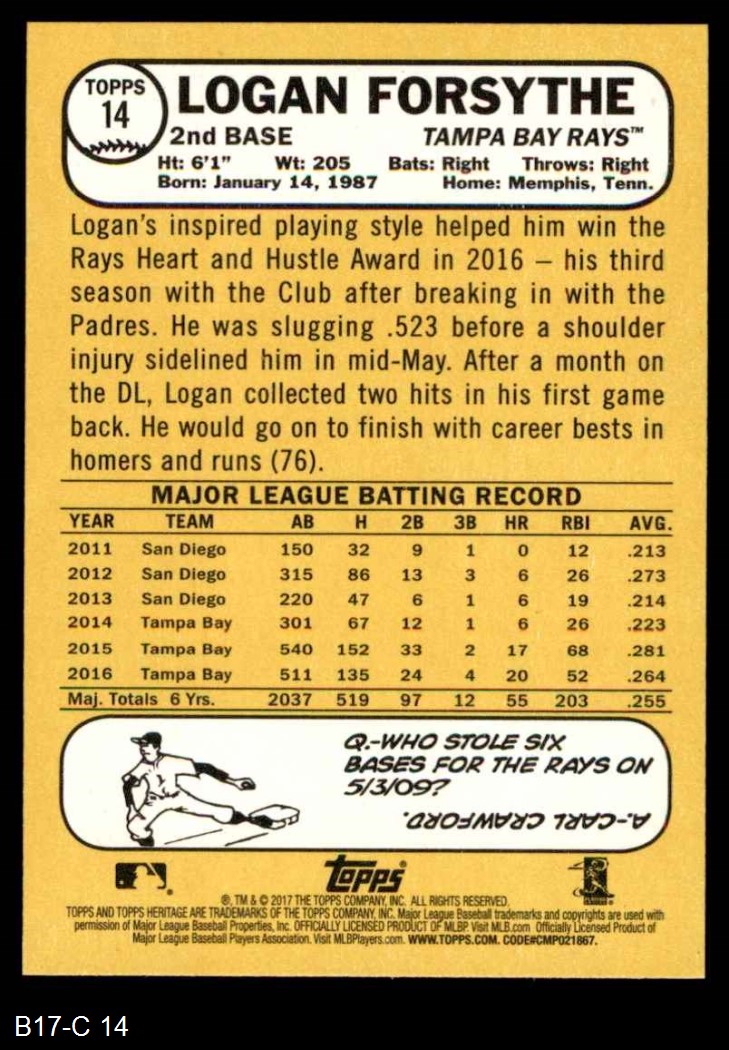 TOPPS
14
LOGAN FORSYTHE
2nd BASE TAMPA BAY RAYS™
Ht: 6'1" Wt: 205 Bats: Right Throws: Right
Born: January 14, 1987 Home: Memphis, Tenn.
Logan's inspired playing style helped him win the
Rays Heart and Hustle Award in 2016 – his third
season with the Club after breaking in with the
Padres. He was slugging .523 before a shoulder
injury sidelined him in mid-May. After a month on
the DL, Logan collected two hits in his first game
back. He would go on to finish with career bests in
homers and runs (76).
MAJOR LEAGUE BATTING RECORD
YEAR TEAM AB H 2B 3B HR RBI AVG.
2011 San Diego 150 32 9 1 0 12 .213
2012 San Diego 315 86 13 3 6 26 .273
2013 San Diego 220 47 6 1 6 19 .214
2014 Tampa Bay 301 67 12 1 6 26 .223
2015 Tampa Bay 540 152 33 2 17 68 .281
2016 Tampa Bay 511 135 24 4 20 52 .264
Maj. Totals 6 Yrs. 2037 519 97 12 55 203 .255
Q.-WHO STOLE SIX
BASES FOR THE RAYS ON
5/3/09?
A.-CARL CRAWFORD.
topps®
®, TM & © 2017 THE TOPPS COMPANY, INC. ALL RIGHTS RESERVED.
TOPPS AND TOPPS HERITAGE ARE TRADEMARKS OF THE TOPPS COMPANY, INC. Major League Baseball trademarks and copyrights are used with
permission of Major League Baseball Properties, Inc. OFFICIALLY LICENSED PRODUCT OF MLBP. Visit MLB.com Officially Licensed Product of
Major League Baseball Players Association. Visit MLBPlayers.com. WWW.TOPPS.COM. CODE#CMP021867.
B17-C 14